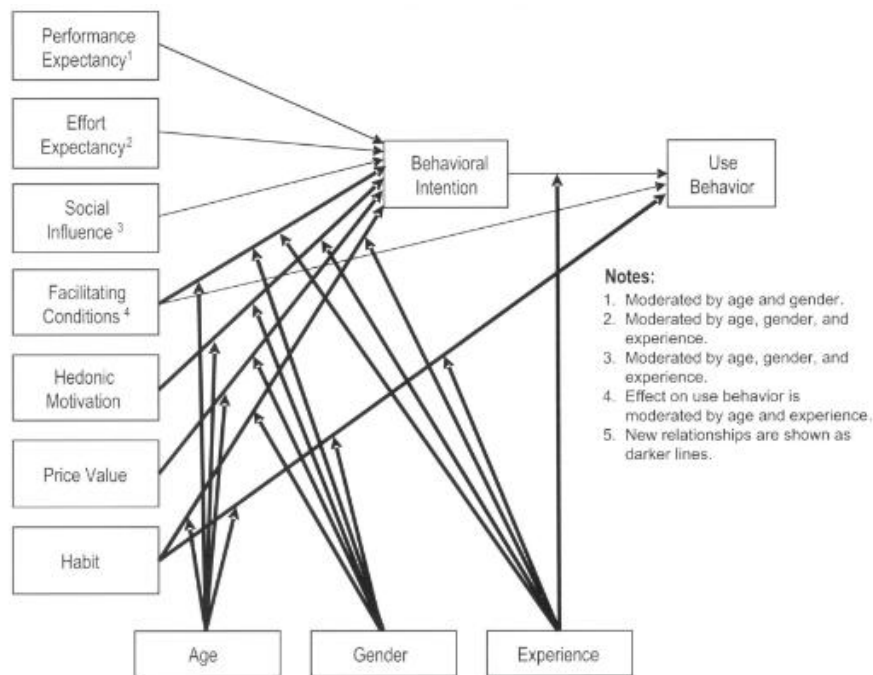 Performance
Expectancy1
Effort
Expectancy2
Behavioral
Intention
Use
Behavior
Social
Influence 3
Facilitating
Conditions 4
Hedonic
Motivation
Price Value
Habit
Notes:
1. Moderated by age and gender.
2. Moderated by age, gender, and
experience.
3. Moderated by age, gender, and
experience.
4. Effect on use behavior is
moderated by age and experience.
5. New relationships are shown as
darker lines.
Age
Gender
Experience